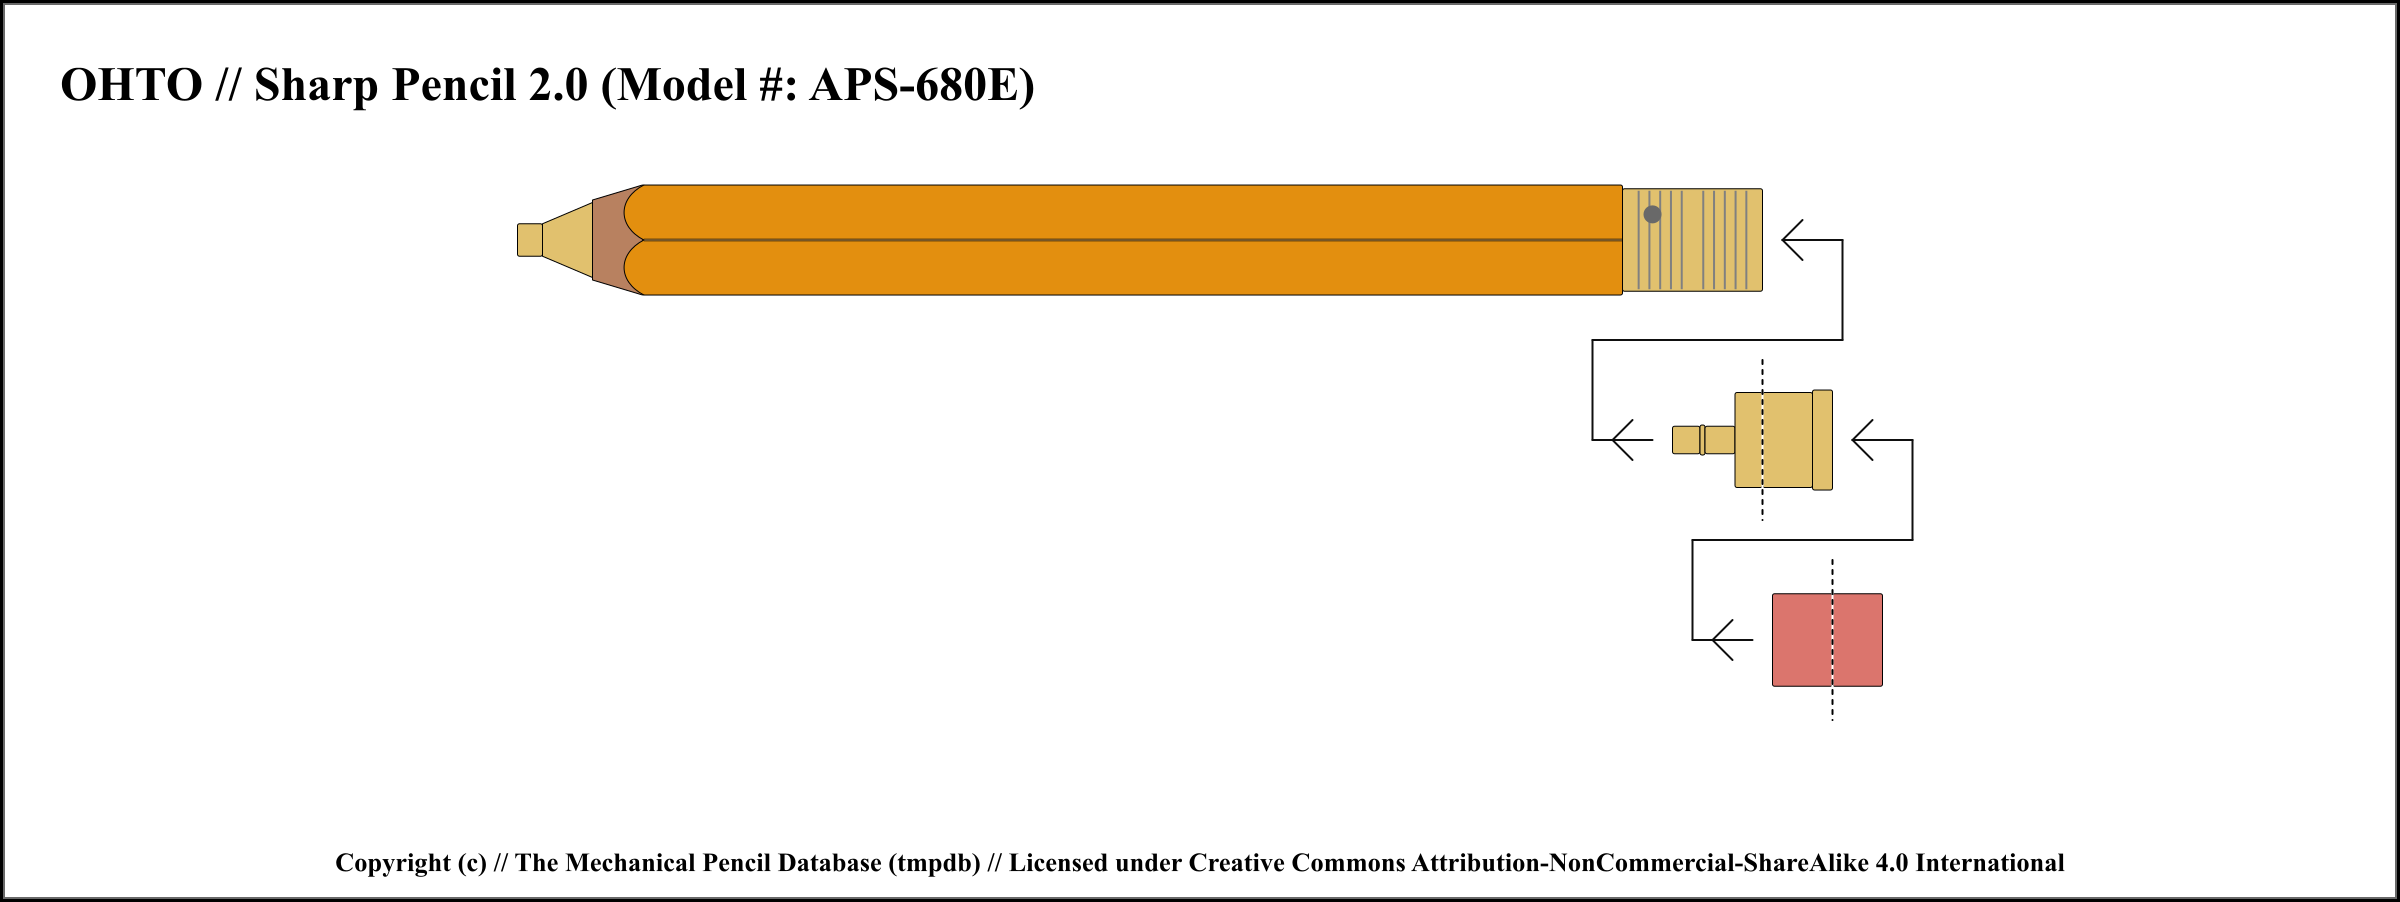 OHTO // Sharp Pencil 2.0 (Model #: APS-680E)
Copyright (c) // The Mechanical Pencil Database (tmpdb) // Licensed under Creative Commons Attribution-NonCommercial-ShareAlike 4.0 International